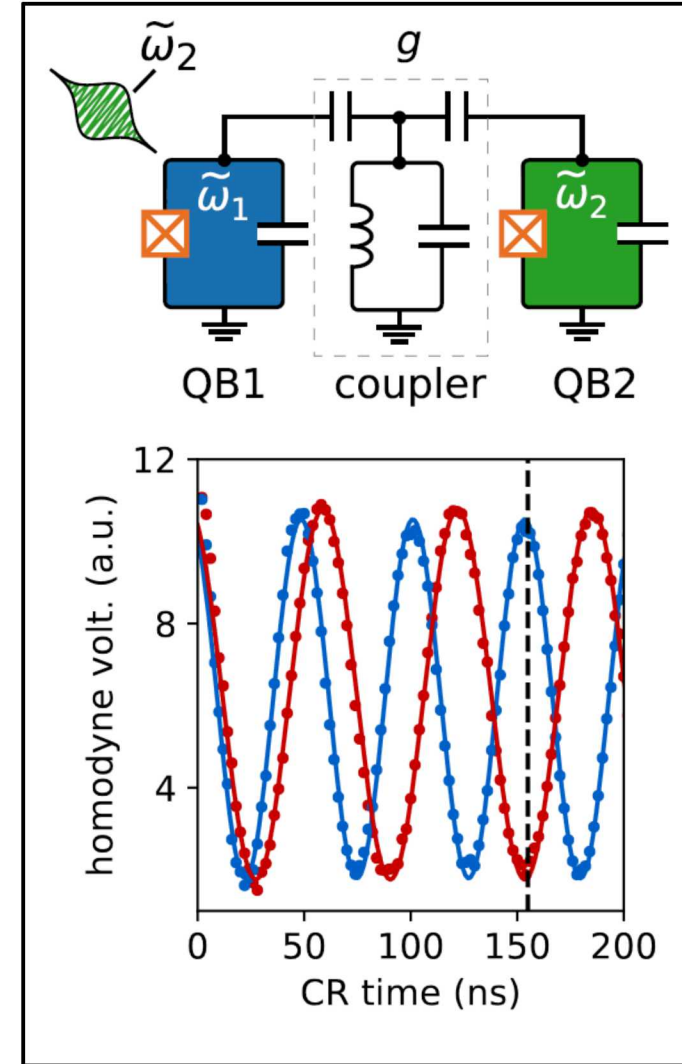 ω̃₂
g
ω̃₁
ω̃₂
QB1 coupler QB2
12
8
4
homodyne volt. (a.u.)
0 50 100 150 200
CR time (ns)